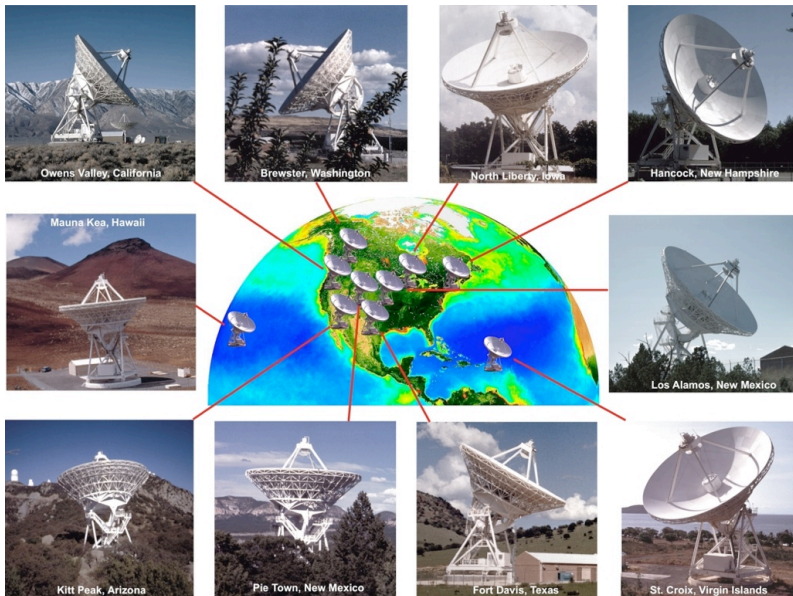 Owens Valley, California
Brewster, Washington
North Liberty, Iowa
Hancock, New Hampshire
Mauna Kea, Hawaii
Los Alamos, New Mexico
Kitt Peak, Arizona
Pie Town, New Mexico
Fort Davis, Texas
St. Croix, Virgin Islands